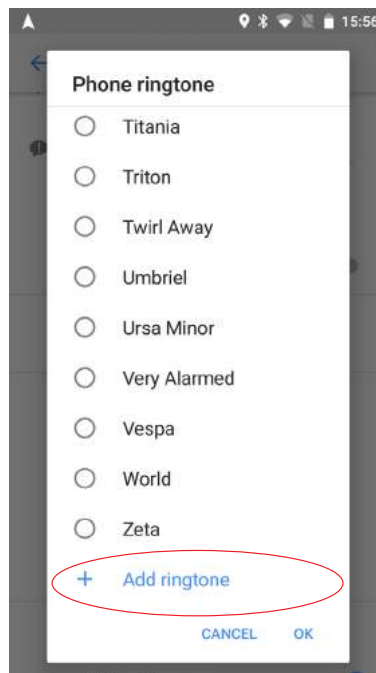 15:56
Phone ringtone
Titania
Triton
Twirl Away
Umbriel
Ursa Minor
Very Alarmed
Vespa
World
Zeta
+ Add ringtone
CANCEL OK